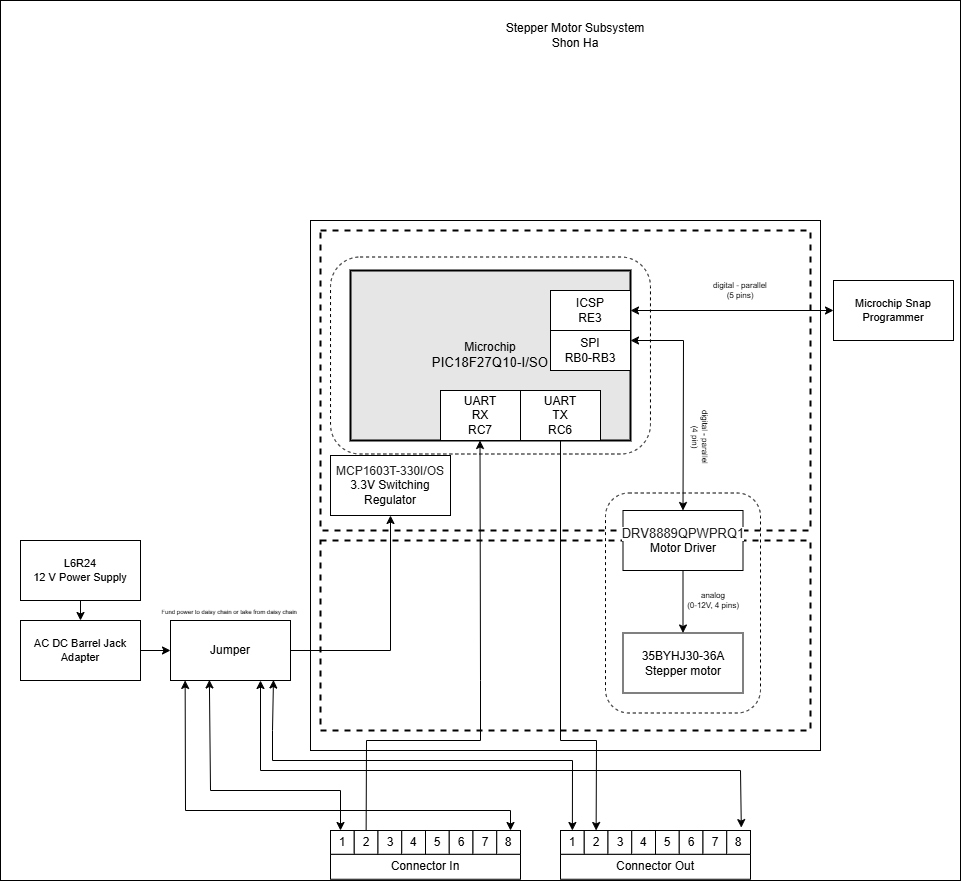 Stepper Motor Subsystem
Shon Ha
ICSP
RE3
SPI
RB0-RB3
Microchip
PIC18F27Q10-I/SO
UART
RX
RC7
UART
TX
RC6
digital - parallel
(5 pins)
Microchip Snap
Programmer
digital - parallel
(4 pin)
MCP1603T-330I/OS
3.3V Switching
Regulator
DRV8889QPWPRQ1
Motor Driver
analog
(0-12V, 4 pins)
35BYHJ30-36A
Stepper motor
L6R24
12 V Power Supply
AC DC Barrel Jack
Adapter
Fund power to daisy chain or take from daisy chain
Jumper
1 2 3 4 5 6 7 8
Connector In
1 2 3 4 5 6 7 8
Connector Out